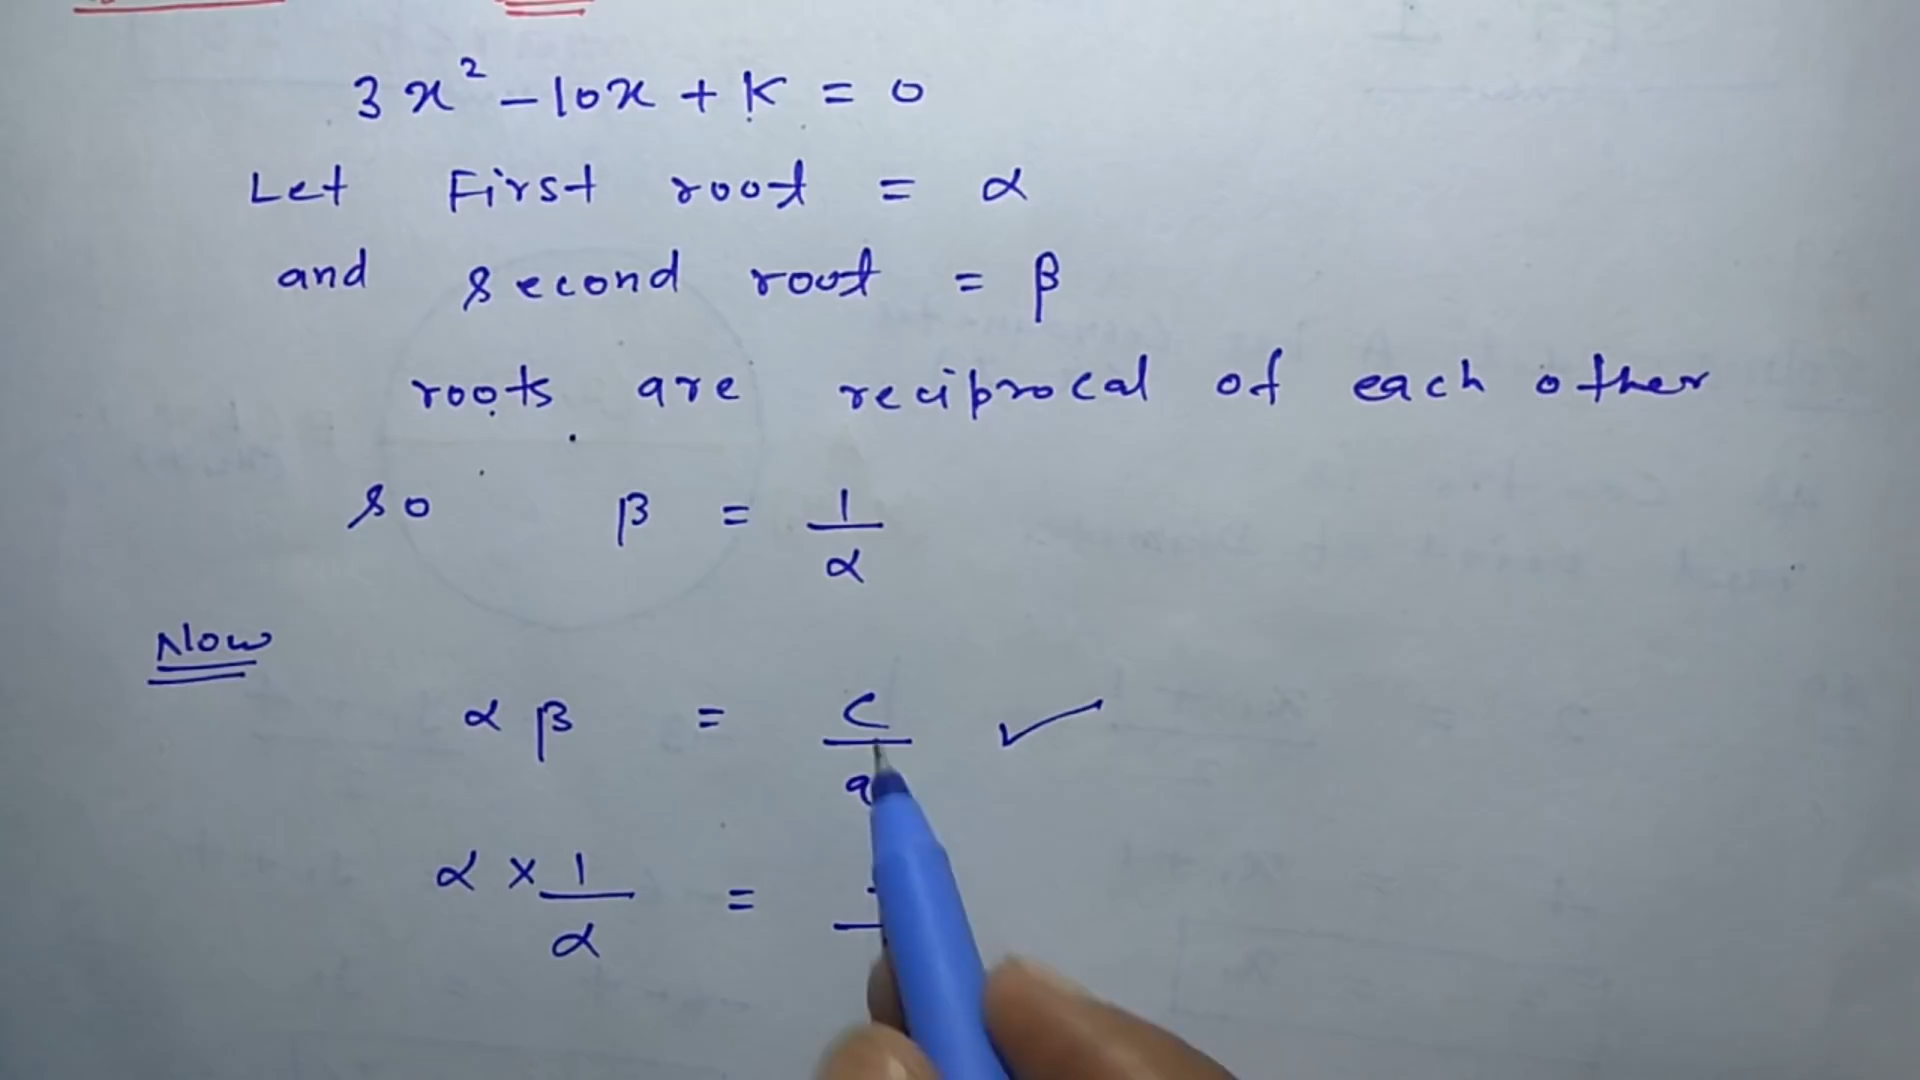 3x² - 10x + K = 0
Let First root = α
and second root = β
roots are reciprocal of each other
so β = 1/α
Now
αβ = c/a ✓
α × 1/α =